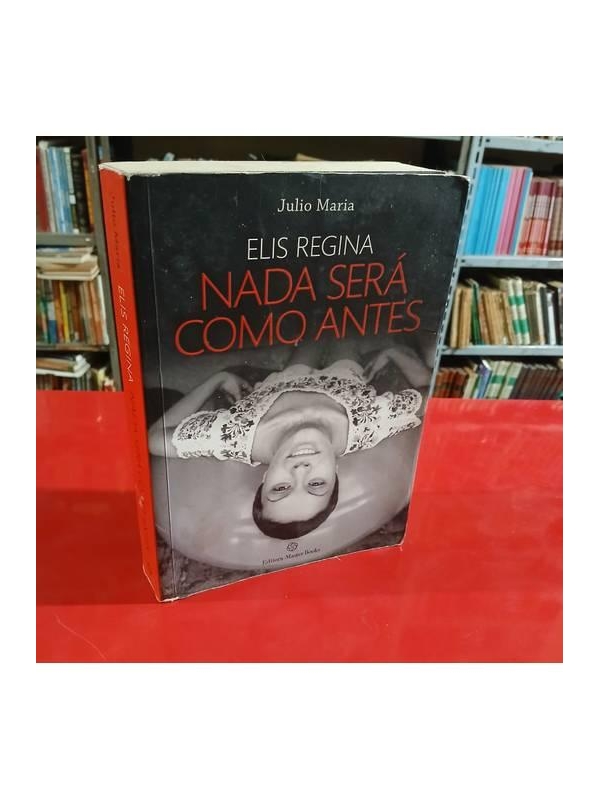 Julio Maria
ELIS REGINA
NADA SERÁ
COMO ANTES
Editora Master Books
Julio Maria
ELIS REGINA